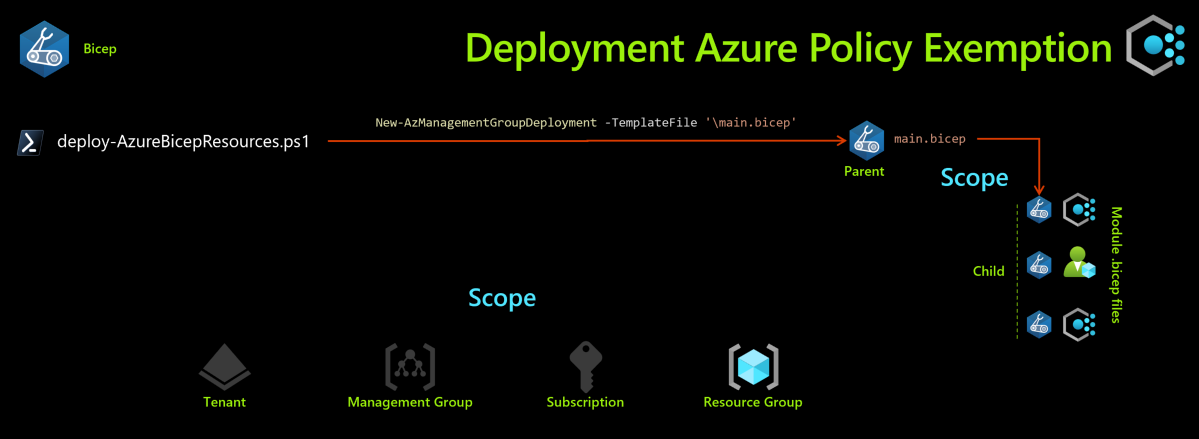 Bicep
Deployment Azure Policy Exemption
deploy-AzureBicepResources.ps1
New-AzManagementGroupDeployment -TemplateFile '\main.bicep'
main.bicep
Parent
Scope
Child
Module .bicep files
Scope
Tenant
Management Group
Subscription
Resource Group